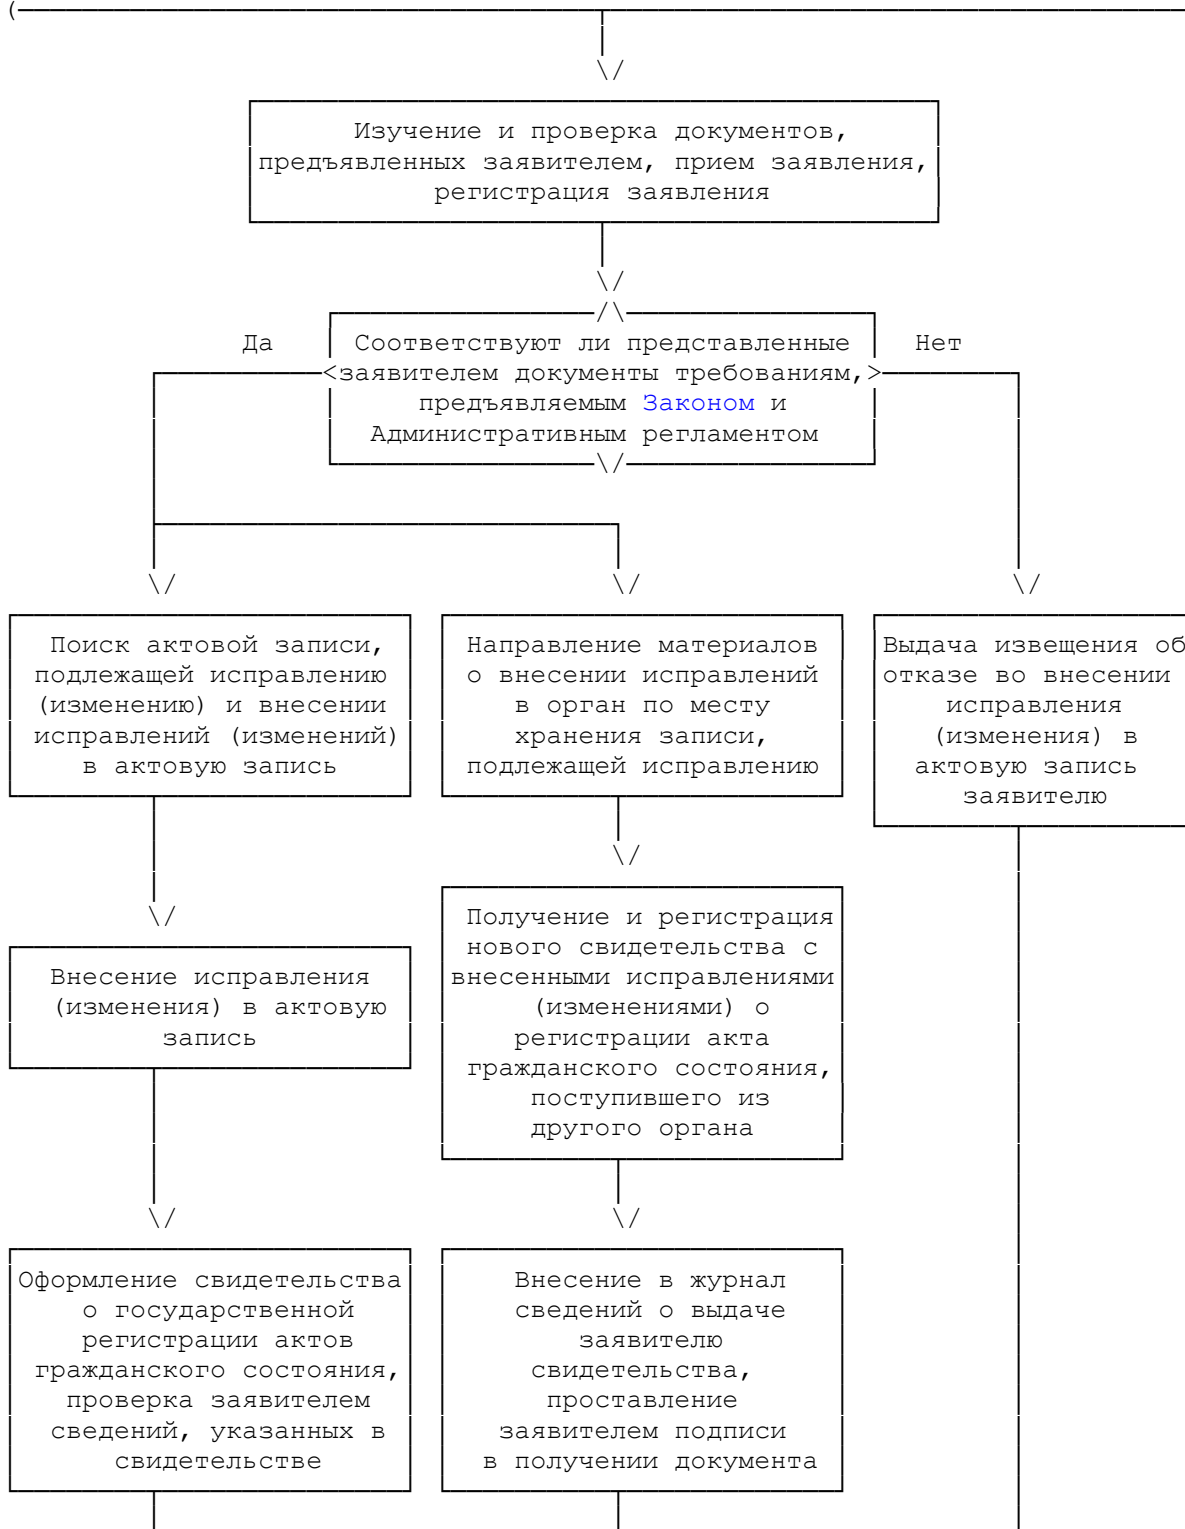 Изучение и проверка документов,
предъявленных заявителем, прием заявления,
регистрация заявления
Да
Соответствуют ли представленные
заявителем документы требованиям,
предъявляемым Законом и
Административным регламентом
Нет
Поиск актовой записи,
подлежащей исправлению
(изменению) и внесении
исправлений (изменений)
в актовую запись
Направление материалов
о внесении исправлений
в орган по месту
хранения записи,
подлежащей исправлению
Выдача извещения об
отказе во внесении
исправления
(изменения) в
актовую запись
заявителю
Внесение исправления
(изменения) в актовую
запись
Получение и регистрация
нового свидетельства с
внесенными исправлениями
(изменениями) о
регистрации акта
гражданского состояния,
поступившего из
другого органа
Оформление свидетельства
о государственной
регистрации актов
гражданского состояния,
проверка заявителем
сведений, указанных в
свидетельстве
Внесение в журнал
сведений о выдаче
заявителю
свидетельства,
проставление
заявителем подписи
в получении документа